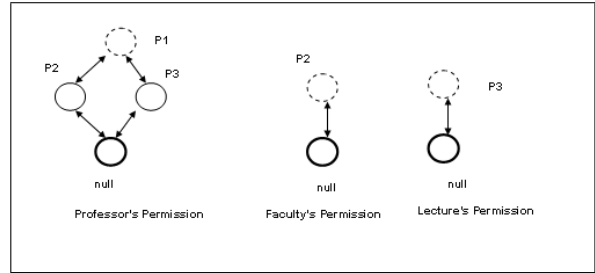 P1
P2
P3
null
Professor's Permission
P2
null
Faculty's Permission
P3
null
Lecture's Permission